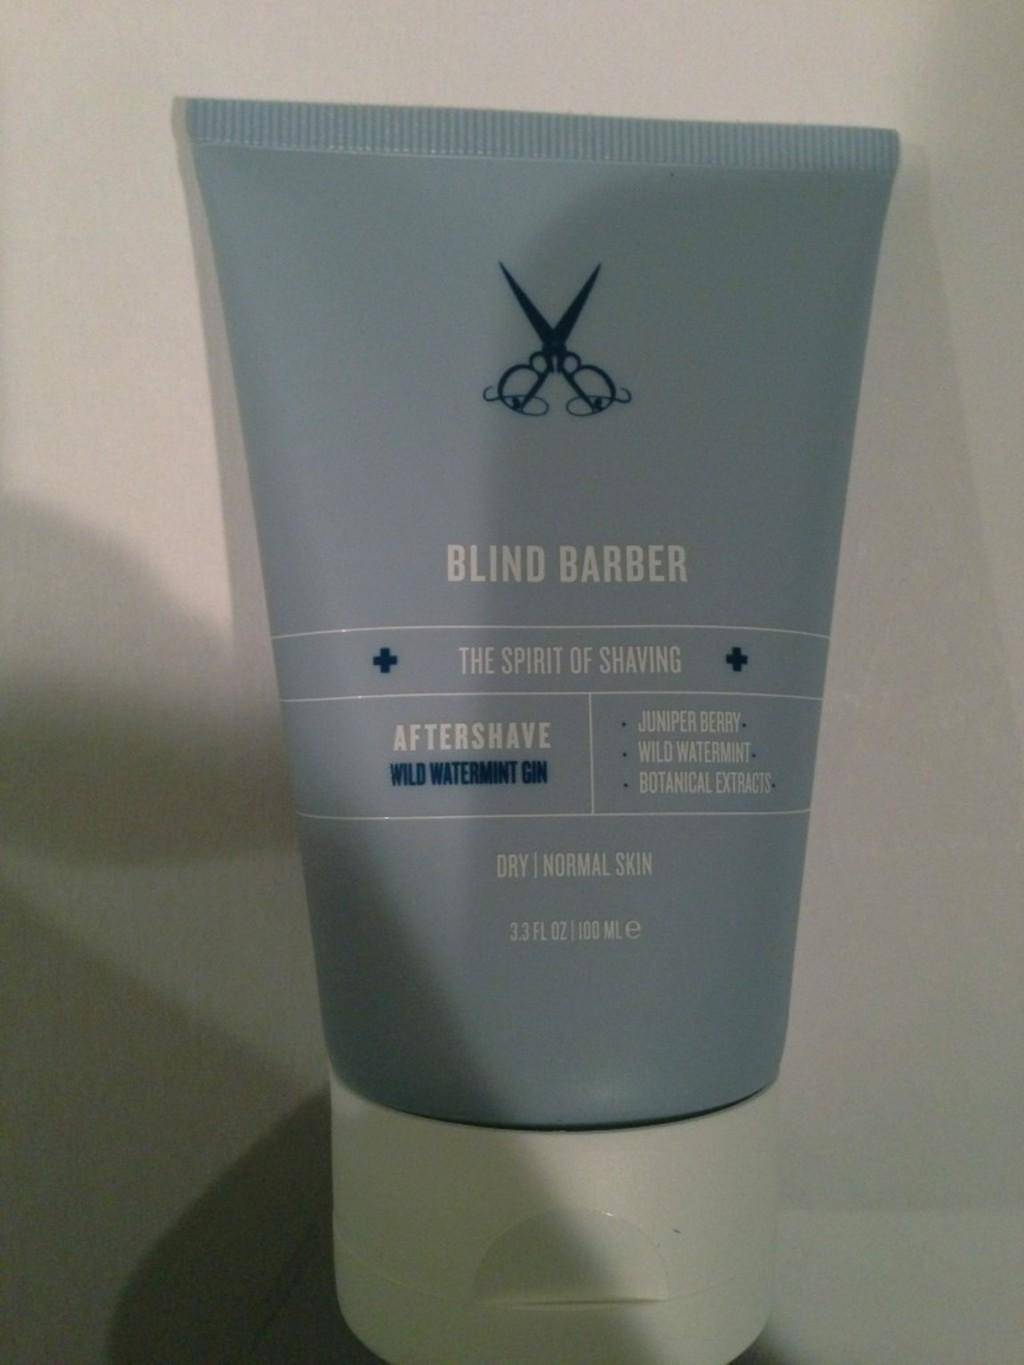 BLIND BARBER
THE SPIRIT OF SHAVING
AFTERSHAVE
WILD WATERMINT GIN
· JUNIPER BERRY·
· WILD WATERMINT·
· BOTANICAL EXTRACTS·
DRY | NORMAL SKIN
3.3 FL OZ | 100 ML ℮